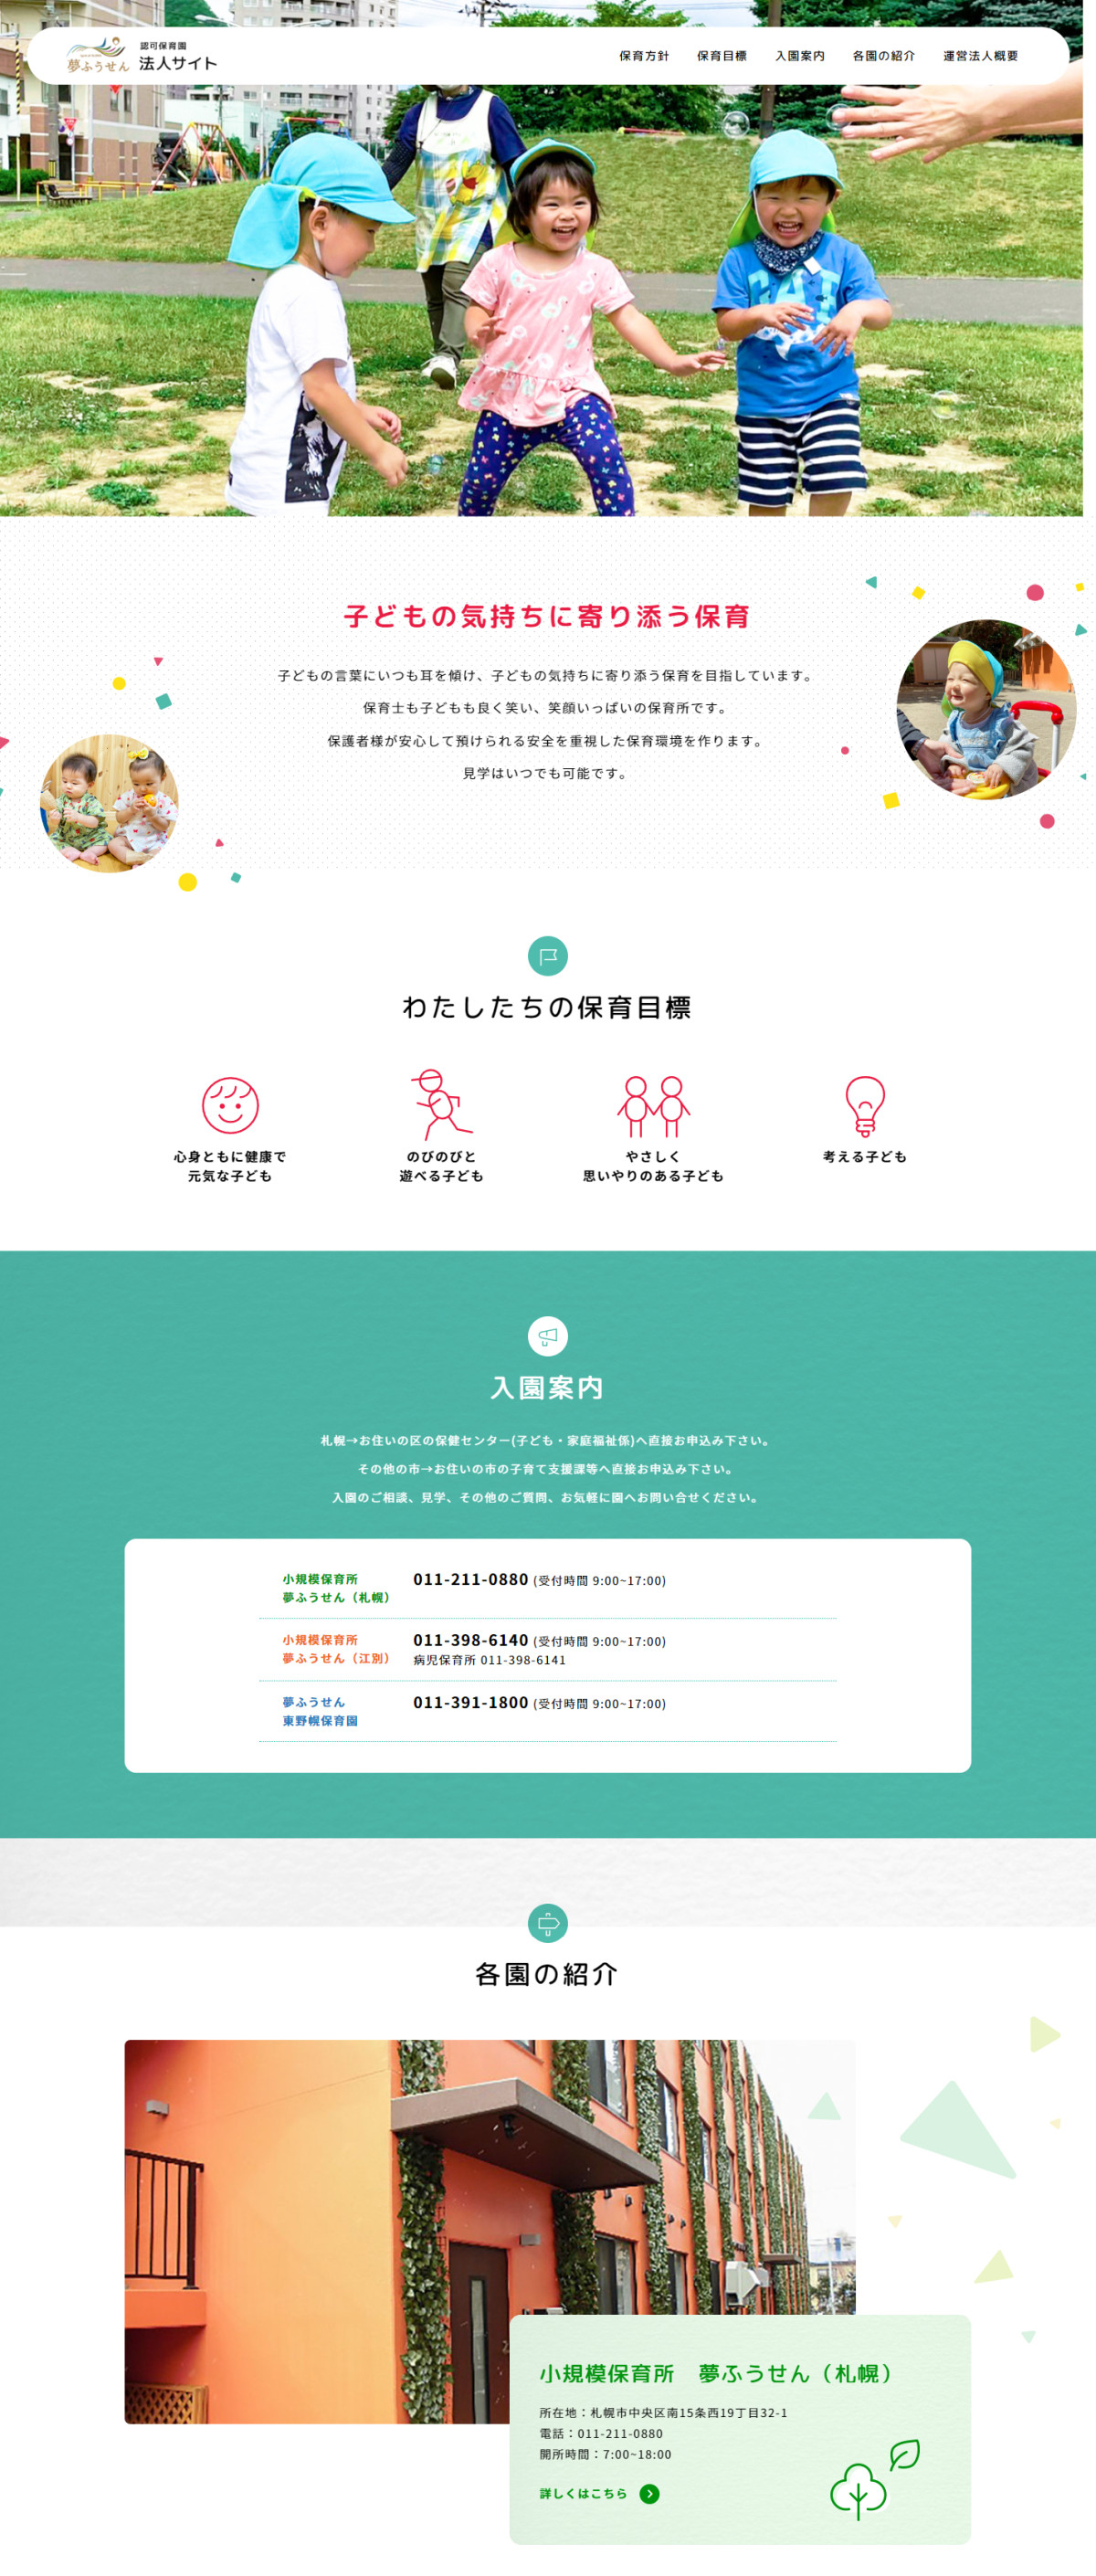 夢ふうせん
認可保育園
法人サイト
保育方針 保育目標 入園案内 各園の紹介 運営法人概要
子どもの気持ちに寄り添う保育
子どもの言葉にいつも耳を傾け、子どもの気持ちに寄り添う保育を目指しています。
保育士も子どもも良く笑い、笑顔いっぱいの保育所です。
保護者様が安心して預けられる安全を重視した保育環境を作ります。
見学はいつでも可能です。
わたしたちの保育目標
心身ともに健康で
元気な子ども
のびのびと
遊べる子ども
やさしく
思いやりのある子ども
考える子ども
入園案内
札幌→お住いの区の保健センター(子ども・家庭福祉係)へ直接お申込み下さい。
その他の市→お住いの市の子育て支援課等へ直接お申込み下さい。
入園のご相談、見学、その他のご質問、お気軽に園へお問い合せください。
小規模保育所
夢ふうせん（札幌）
011-211-0880 (受付時間 9:00~17:00)
小規模保育所
夢ふうせん（江別）
011-398-6140 (受付時間 9:00~17:00)
病児保育所 011-398-6141
夢ふうせん
東野幌保育園
011-391-1800 (受付時間 9:00~17:00)
各園の紹介
小規模保育所　夢ふうせん（札幌）
所在地：札幌市中央区南15条西19丁目32-1
電話：011-211-0880
開所時間：7:00~18:00
詳しくはこちら